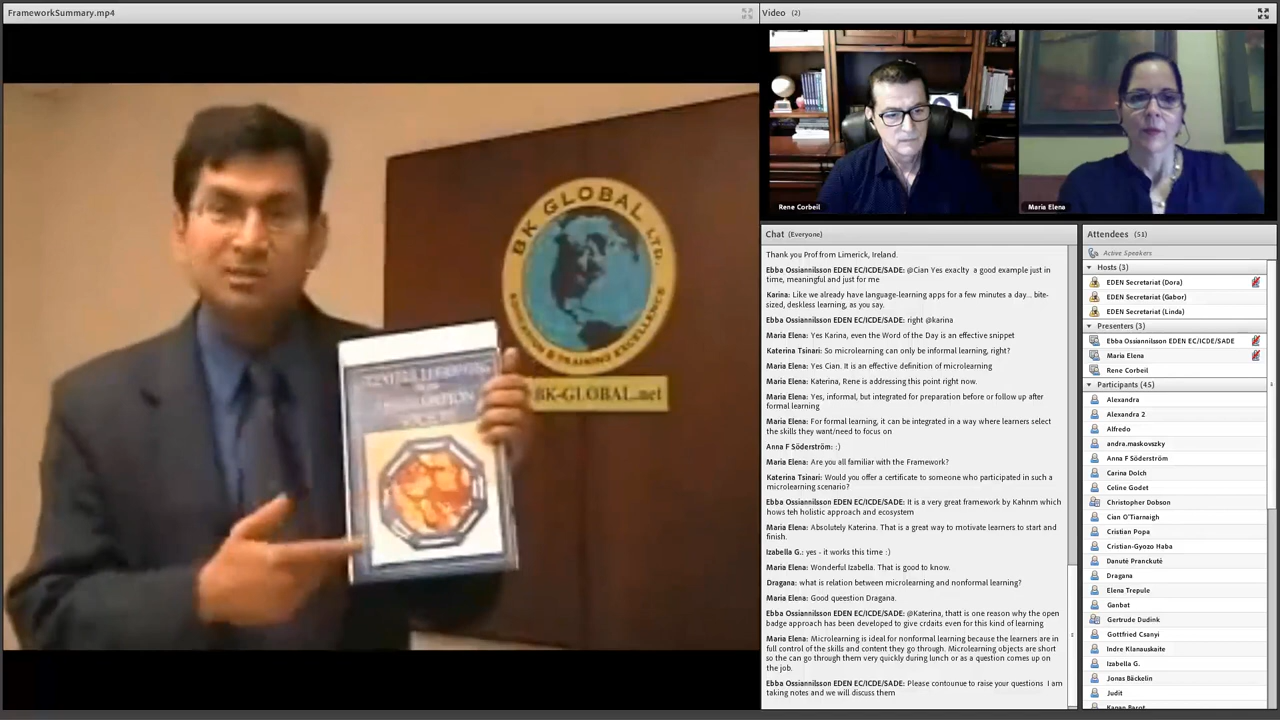 FrameworkSummary.mp4
BK GLOBAL LTD.
BK-GLOBAL.net
Video (2)
Rene Corbeil
Maria Elena
Chat (Everyone)
Thank you Prof from Limerick, Ireland.
Ebba Ossiannilsson EDEN EC/ICDE/SADE: @Cian Yes exaclty a good example just in
time, meaningful and just for me
Karina: Like we already have language-learning apps for a few minutes a day... bite-
sized, deskless learning, as you say.
Ebba Ossiannilsson EDEN EC/ICDE/SADE: right @karina
Maria Elena: Yes Karina, even the Word of the Day is an effective snippet
Katerina Tsinari: So microlearning can only be informal learning, right?
Maria Elena: Yes Cian. It is an effective definition of microlearning
Maria Elena: Katerina, Rene is addressing this point right now.
Maria Elena: Yes, informal, but integrated for preparation before or follow up after
formal learning
Maria Elena: For formal learning, it can be integrated in a way where learners select
the skills they want/need to focus on
Anna F Söderström: :)
Maria Elena: Are you all familiar with the Framework?
Katerina Tsinari: Would you offer a certificate to someone who participated in such a
microlearning scenario?
Ebba Ossiannilsson EDEN EC/ICDE/SADE: It is a very great framework by Kahnm which
hows teh holistic approach and ecosystem
Maria Elena: Absolutely Katerina. That is a great way to motivate learners to start and
finish.
Izabella G.: yes - it works this time :)
Maria Elena: Wonderful Izabella. That is good to know.
Dragana: what is relation between microlearning and nonformal learning?
Maria Elena: Good queestion Dragana.
Ebba Ossiannilsson EDEN EC/ICDE/SADE: @Katerina, thatt is one reason why the open
badge approach has been developed to give crdaits even for this kind of learning
Maria Elena: Microlearning is ideal for nonformal learning because the learners are in
full control of the skills and content they go through. Microlearning objects are short
so the can go through them very quickly during lunch or as a question comes up on
the job.
Ebba Ossiannilsson EDEN EC/ICDE/SADE: Please contounue to raise your questions I am
taking notes and we will discuss them
Attendees (51)
Active Speakers
Hosts (3)
EDEN Secretariat (Dora)
EDEN Secretariat (Gabor)
EDEN Secretariat (Linda)
Presenters (3)
Ebba Ossiannilsson EDEN EC/ICDE/SADE
Maria Elena
Rene Corbeil
Participants (45)
Alexandra
Alexandra 2
Alfredo
andra.maskovszky
Anna F Söderström
Carina Dolch
Celine Godet
Christopher Dobson
Cian O'Tiarnaigh
Cristian Popa
Cristian-Gyozo Haba
Danutė Pranckutė
Dragana
Elena Trepule
Ganbat
Gertrude Dudink
Gottfried Csanyi
Indre Klanauskaite
Izabella G.
Jonas Bäckelin
Judit